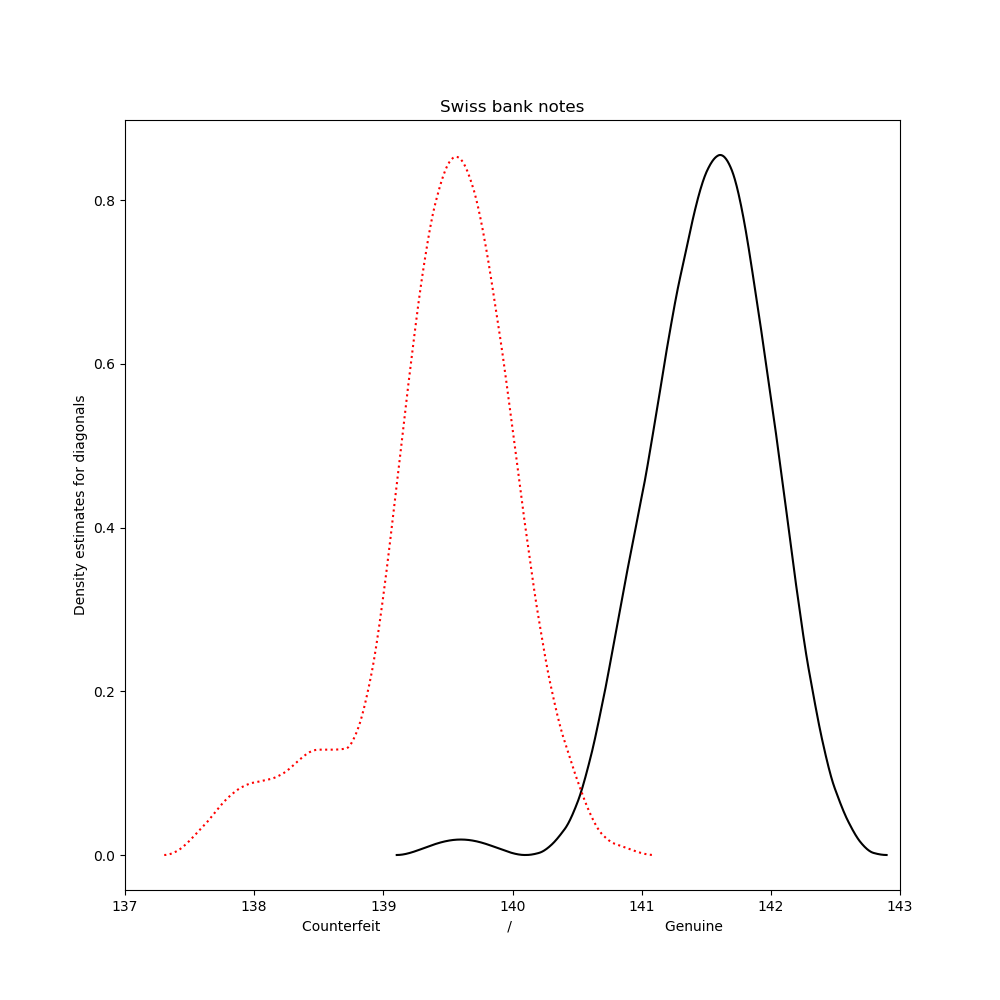 Swiss bank notes
Density estimates for diagonals
0.8
0.6
0.4
0.2
0.0
137 138 139 140 141 142 143
Counterfeit / Genuine